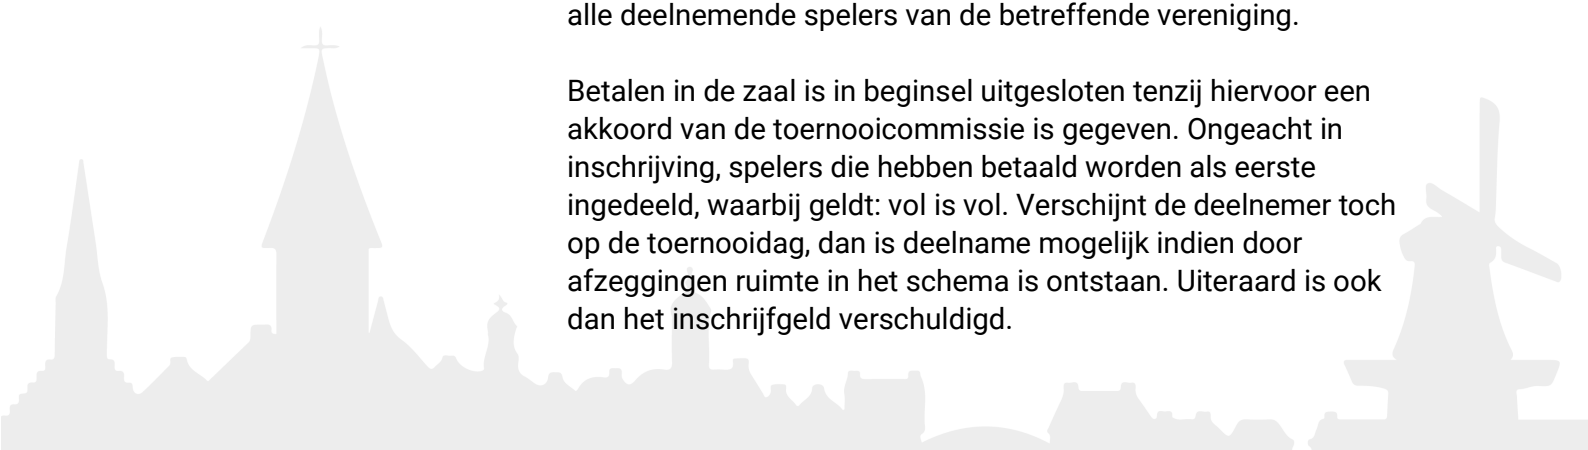 alle deelnemende spelers van de betreffende vereniging.
Betalen in de zaal is in beginsel uitgesloten tenzij hiervoor een
akkoord van de toernooicommissie is gegeven. Ongeacht in
inschrijving, spelers die hebben betaald worden als eerste
ingedeeld, waarbij geldt: vol is vol. Verschijnt de deelnemer toch
op de toernooidag, dan is deelname mogelijk indien door
afzeggingen ruimte in het schema is ontstaan. Uiteraard is ook
dan het inschrijfgeld verschuldigd.